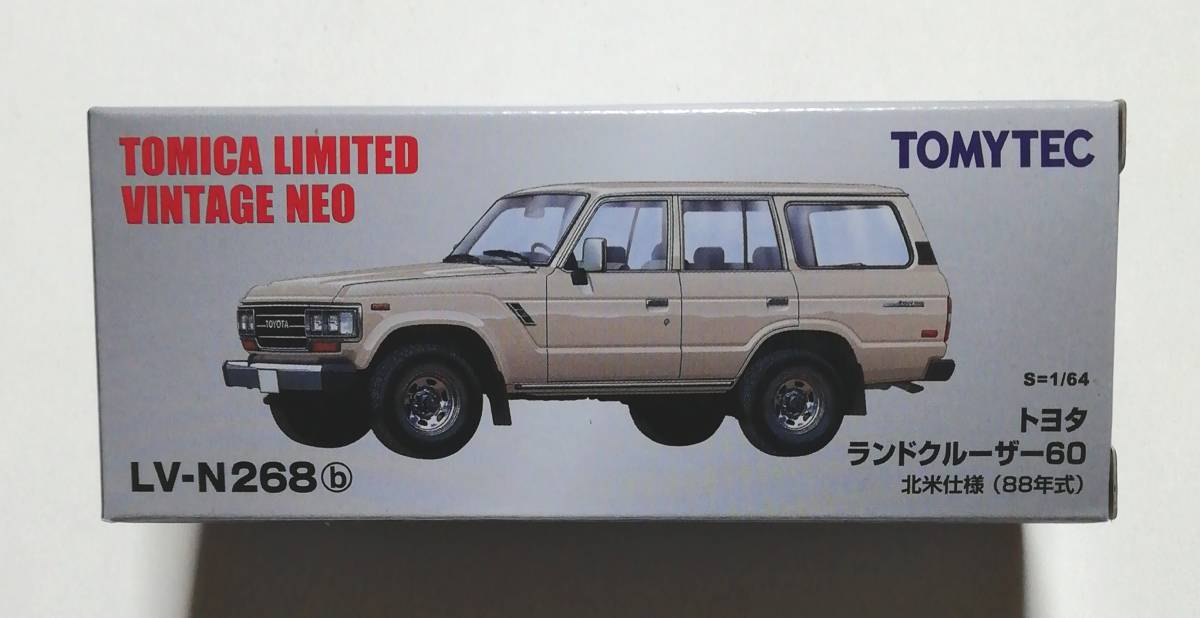 TOMICA LIMITED
VINTAGE NEO
TOMYTEC
TOYOTA
S=1/64
トヨタ
ランドクルーザー60
北米仕様（88年式）
LV-N268ⓑ